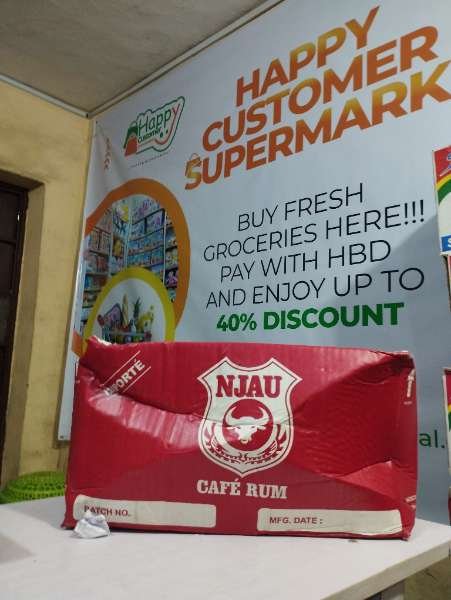 Happy
customer
HAPPY
CUSTOMER
SUPERMARK
BUY FRESH
GROCERIES HERE!!!
PAY WITH HBD
AND ENJOY UP TO
40% DISCOUNT
NJAU
CAFÉ RUM
BATCH NO.
MFG. DATE :